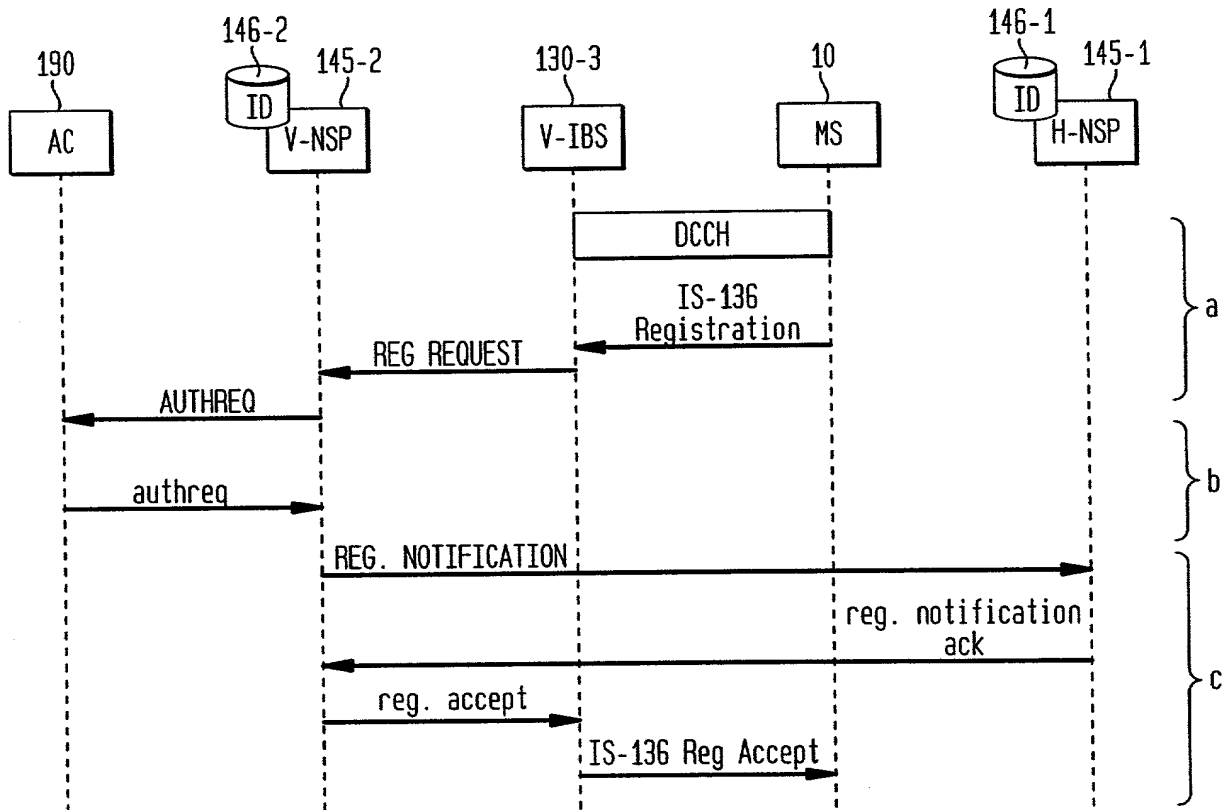 146-2
146-1
190
145-2
130-3
10
145-1
ID
ID
AC
V-NSP
V-IBS
MS
H-NSP
DCCH
IS-136
Registration
REG REQUEST
a
AUTHREQ
authreq
b
REG. NOTIFICATION
reg. notification
ack
reg. accept
c
IS-136 Reg Accept